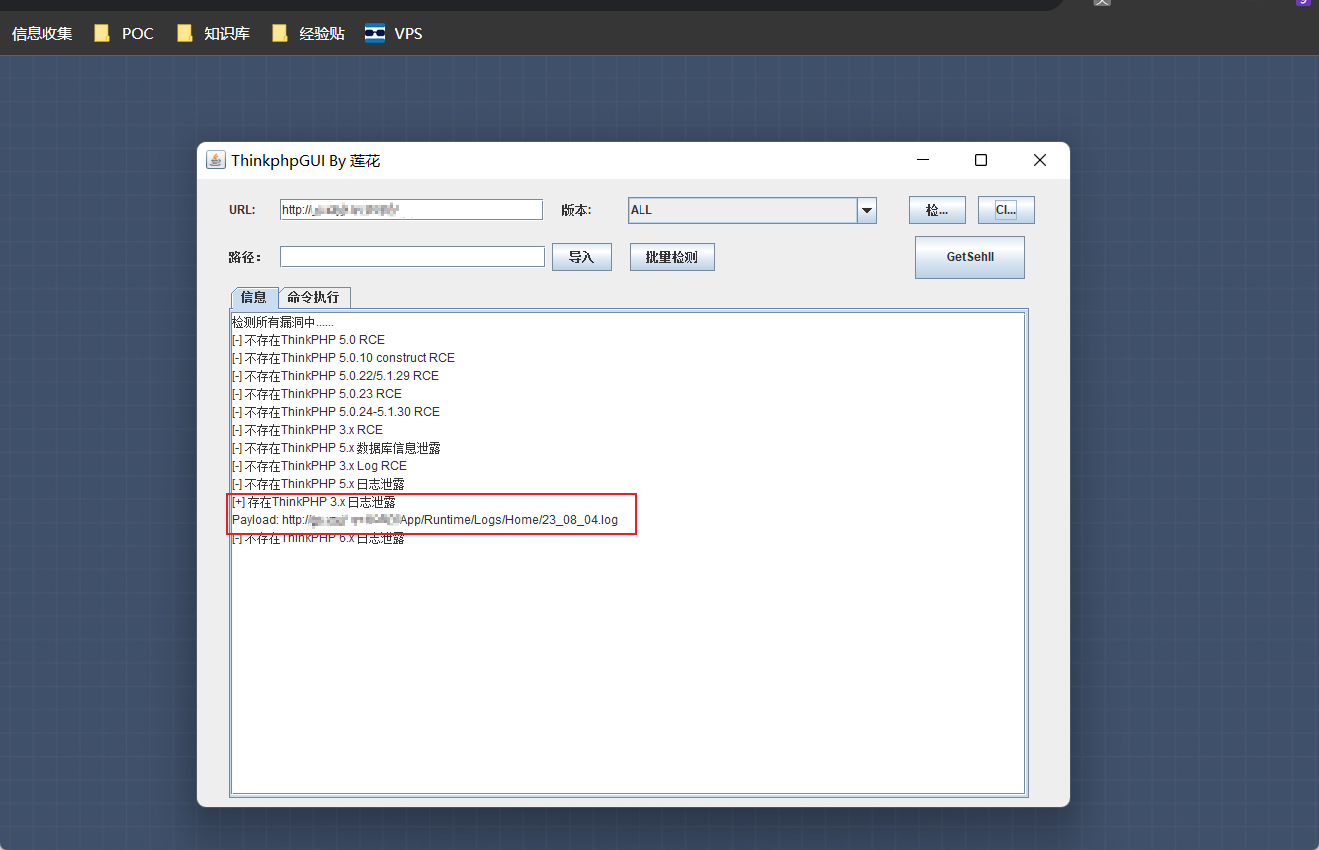 信息收集 POC 知识库 经验贴 VPS
ThinkphpGUI By 莲花
URL: http:// 版本: ALL 检... Cl...
路径: 导入 批量检测 GetSehll
信息 命令执行
检测所有漏洞中......
[-] 不存在ThinkPHP 5.0 RCE
[-] 不存在ThinkPHP 5.0.10 construct RCE
[-] 不存在ThinkPHP 5.0.22/5.1.29 RCE
[-] 不存在ThinkPHP 5.0.23 RCE
[-] 不存在ThinkPHP 5.0.24-5.1.30 RCE
[-] 不存在ThinkPHP 3.x RCE
[-] 不存在ThinkPHP 5.x 数据库信息泄露
[-] 不存在ThinkPHP 3.x Log RCE
[-] 不存在ThinkPHP 5.x 日志泄露
[+] 存在ThinkPHP 3.x 日志泄露
Payload: http:// App/Runtime/Logs/Home/23_08_04.log
[-] 不存在ThinkPHP 6.x 日志泄露